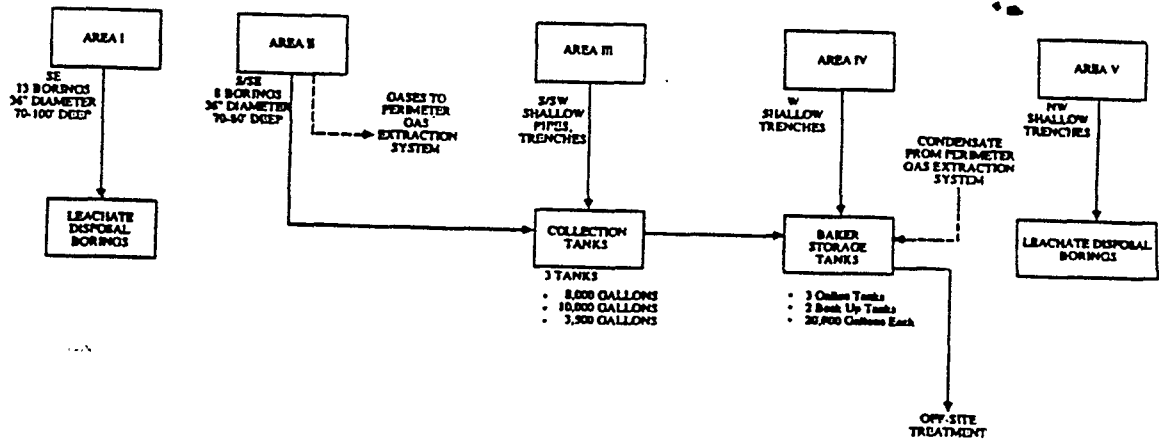 AREA I
SE
13 BORINGS
36" DIAMETER
70-100' DEEP
LEACHATE
DISPOSAL
BORINGS
AREA II
S/SE
8 BORINGS
36" DIAMETER
70-80' DEEP
GASES TO
PERIMETER
GAS
EXTRACTION
SYSTEM
AREA III
S/SW
SHALLOW
PIPES,
TRENCHES
COLLECTION
TANKS
3 TANKS
• 8,000 GALLONS
• 10,000 GALLONS
• 3,500 GALLONS
AREA IV
W
SHALLOW
TRENCHES
CONDENSATE
FROM PERIMETER
GAS EXTRACTION
SYSTEM
BAKER
STORAGE
TANKS
• 3 Online Tanks
• 2 Back Up Tanks
• Gallons Each
OFF-SITE
TREATMENT
AREA V
NW
SHALLOW
TRENCHES
LEACHATE DISPOSAL
BORINGS